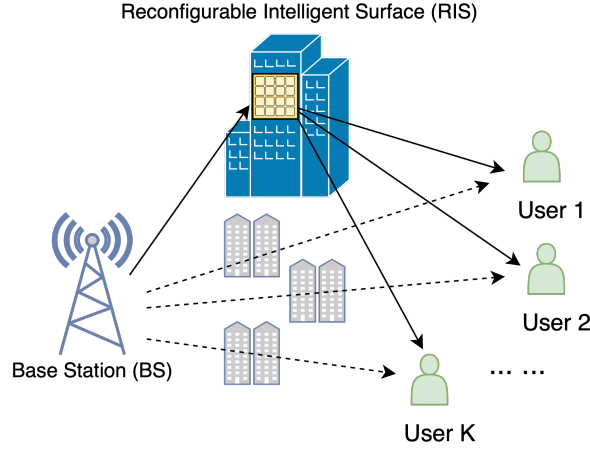 Reconfigurable Intelligent Surface (RIS)
User 1
User 2
Base Station (BS)
... ...
User K